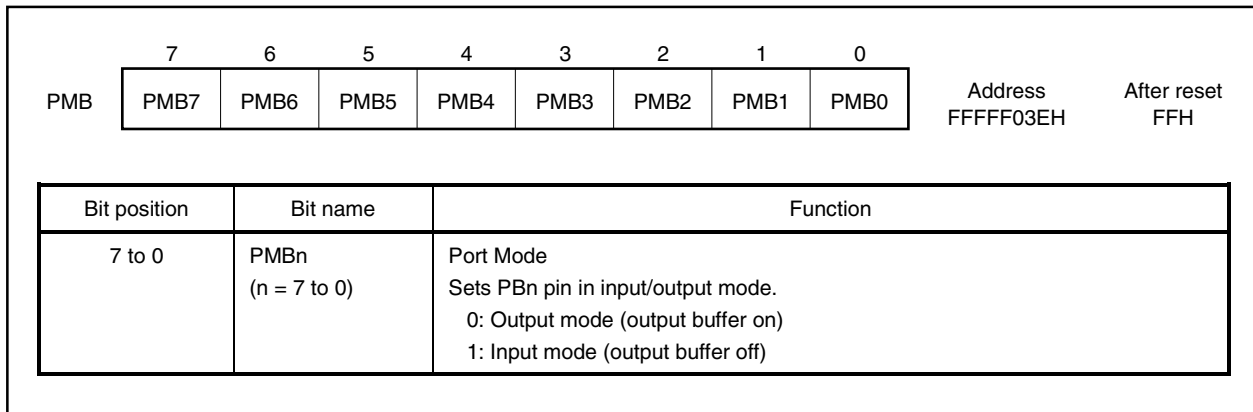 7 6 5 4 3 2 1 0
PMB PMB7 PMB6 PMB5 PMB4 PMB3 PMB2 PMB1 PMB0 Address After reset
FFFFF03EH FFH
Bit position Bit name Function
7 to 0 PMBn Port Mode
(n = 7 to 0) Sets PBn pin in input/output mode.
0: Output mode (output buffer on)
1: Input mode (output buffer off)